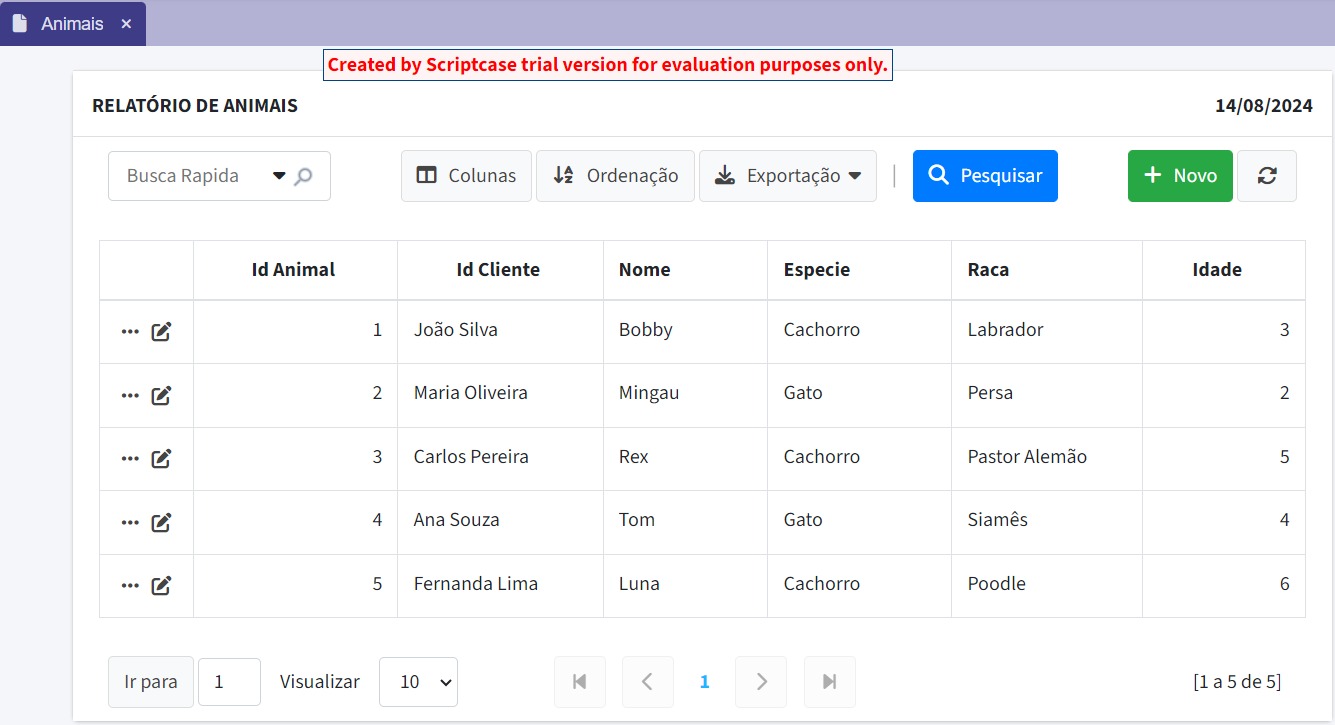 Animais ×
Created by Scriptcase trial version for evaluation purposes only.
RELATÓRIO DE ANIMAIS 14/08/2024
Busca Rapida Colunas Ordenação Exportação | Pesquisar + Novo
Id Animal Id Cliente Nome Especie Raca Idade
1 João Silva Bobby Cachorro Labrador 3
2 Maria Oliveira Mingau Gato Persa 2
3 Carlos Pereira Rex Cachorro Pastor Alemão 5
4 Ana Souza Tom Gato Siamês 4
5 Fernanda Lima Luna Cachorro Poodle 6
Ir para 1 Visualizar 10 1 [1 a 5 de 5]